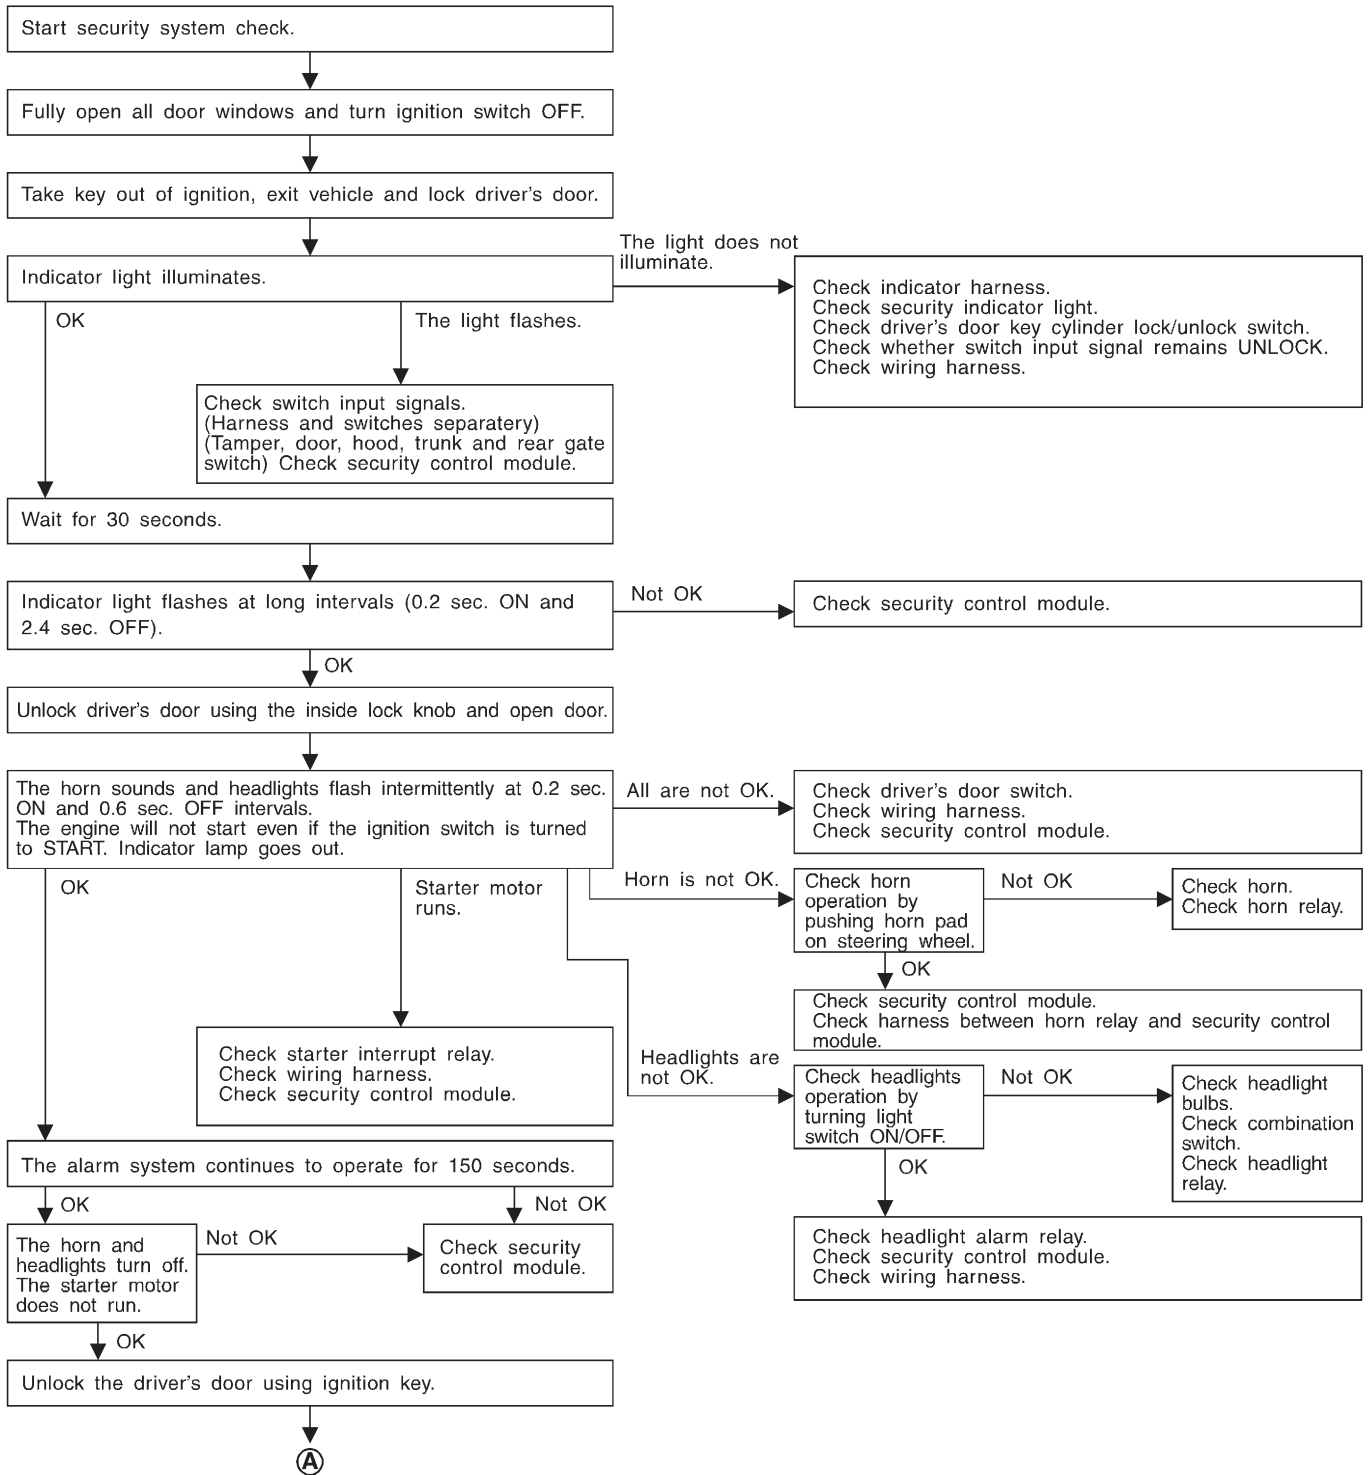 Start security system check.
Fully open all door windows and turn ignition switch OFF.
Take key out of ignition, exit vehicle and lock driver's door.
The light does not
illuminate.
Indicator light illuminates.
Check indicator harness.
Check security indicator light.
Check driver's door key cylinder lock/unlock switch.
Check whether switch input signal remains UNLOCK.
Check wiring harness.
OK
The light flashes.
Check switch input signals.
(Harness and switches separatery)
(Tamper, door, hood, trunk and rear gate
switch) Check security control module.
Wait for 30 seconds.
Indicator light flashes at long intervals (0.2 sec. ON and
2.4 sec. OFF).
Not OK
Check security control module.
OK
Unlock driver's door using the inside lock knob and open door.
The horn sounds and headlights flash intermittently at 0.2 sec.
ON and 0.6 sec. OFF intervals.
The engine will not start even if the ignition switch is turned
to START. Indicator lamp goes out.
All are not OK.
Check driver's door switch.
Check wiring harness.
Check security control module.
OK
Starter motor
runs.
Horn is not OK.
Check horn
operation by
pushing horn pad
on steering wheel.
Not OK
Check horn.
Check horn relay.
OK
Check security control module.
Check harness between horn relay and security control
module.
Check starter interrupt relay.
Check wiring harness.
Check security control module.
Headlights are
not OK.
Check headlights
operation by
turning light
switch ON/OFF.
Not OK
Check headlight
bulbs.
Check combination
switch.
Check headlight
relay.
OK
Check headlight alarm relay.
Check security control module.
Check wiring harness.
The alarm system continues to operate for 150 seconds.
OK
Not OK
The horn and
headlights turn off.
The starter motor
does not run.
Not OK
Check security
control module.
OK
Unlock the driver's door using ignition key.
A